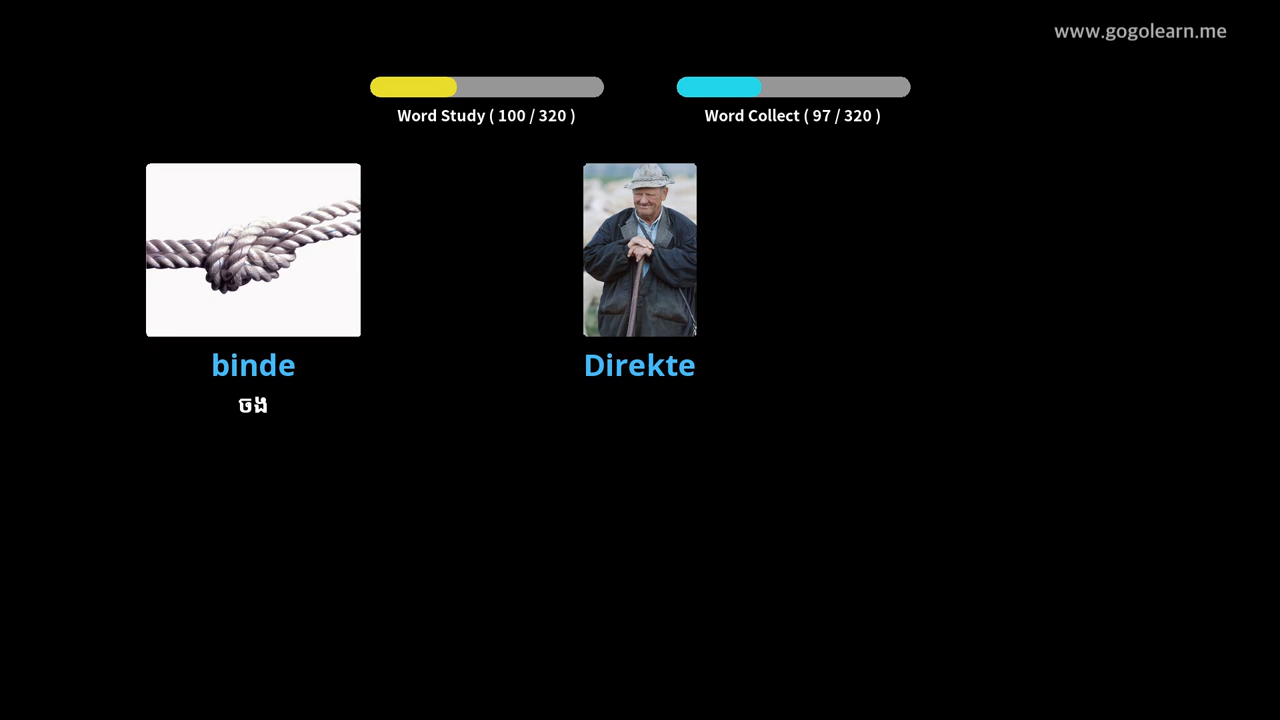 www.gogolearn.me
Word Study ( 100 / 320 )
Word Collect ( 97 / 320 )
binde
ចង
Direkte